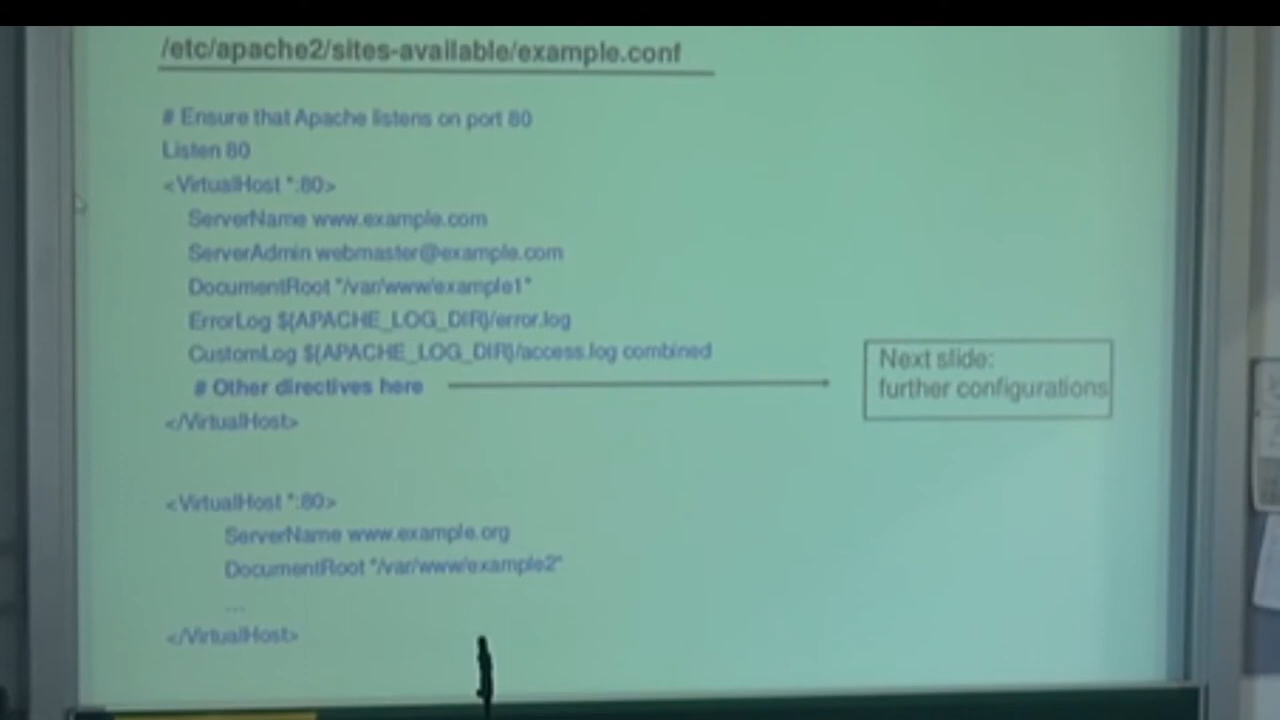 /etc/apache2/sites-available/example.conf
# Ensure that Apache listens on port 80
Listen 80
<VirtualHost *:80>
ServerName www.example.com
ServerAdmin webmaster@example.com
DocumentRoot "/var/www/example1"
ErrorLog ${APACHE_LOG_DIR}/error.log
CustomLog ${APACHE_LOG_DIR}/access.log combined
# Other directives here
Next slide:
further configurations
</VirtualHost>
<VirtualHost *:80>
ServerName www.example.org
DocumentRoot "/var/www/example2"
...
</VirtualHost>